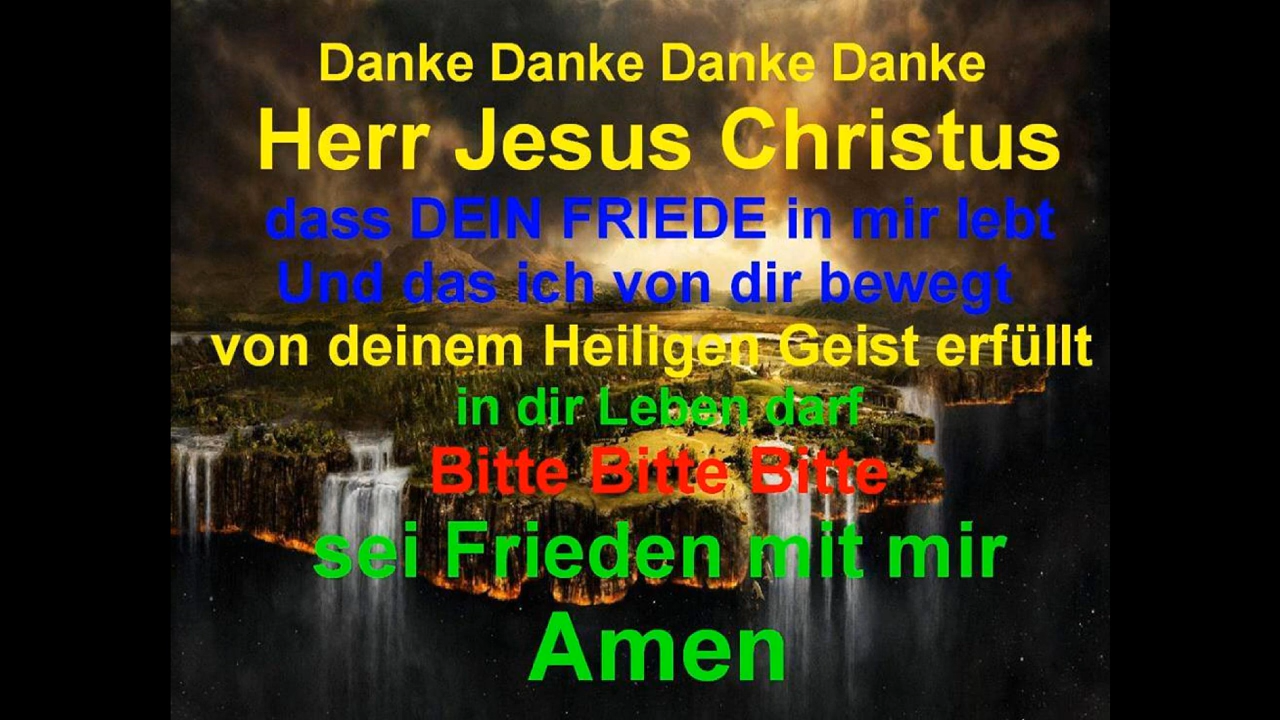 Danke Danke Danke Danke
Herr Jesus Christus
dass DEIN FRIEDE in mir lebt
Und das ich von dir bewegt
von deinem Heiligen Geist erfüllt
in dir Leben darf
Bitte Bitte Bitte
sei Frieden mit mir
Amen